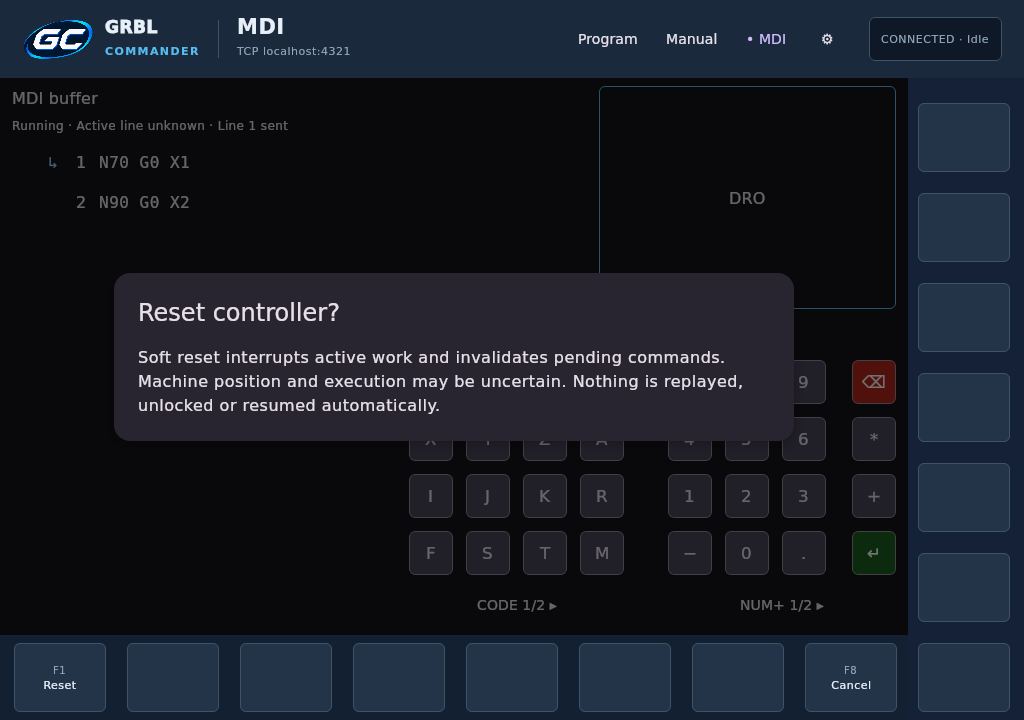 GC
GRBL
COMMANDER
MDI
TCP localhost:4321
Program
Manual
• MDI
⚙
CONNECTED · Idle
MDI buffer
Running · Active line unknown · Line 1 sent
↳ 1 N70 G0 X1
2 N90 G0 X2
DRO
Reset controller?
Soft reset interrupts active work and invalidates pending commands.
Machine position and execution may be uncertain. Nothing is replayed,
unlocked or resumed automatically.
9 ⌫
6 *
I J K R 1 2 3 +
F S T M − 0 . ↵
CODE 1/2 ▸
NUM+ 1/2 ▸
F1
Reset
F8
Cancel